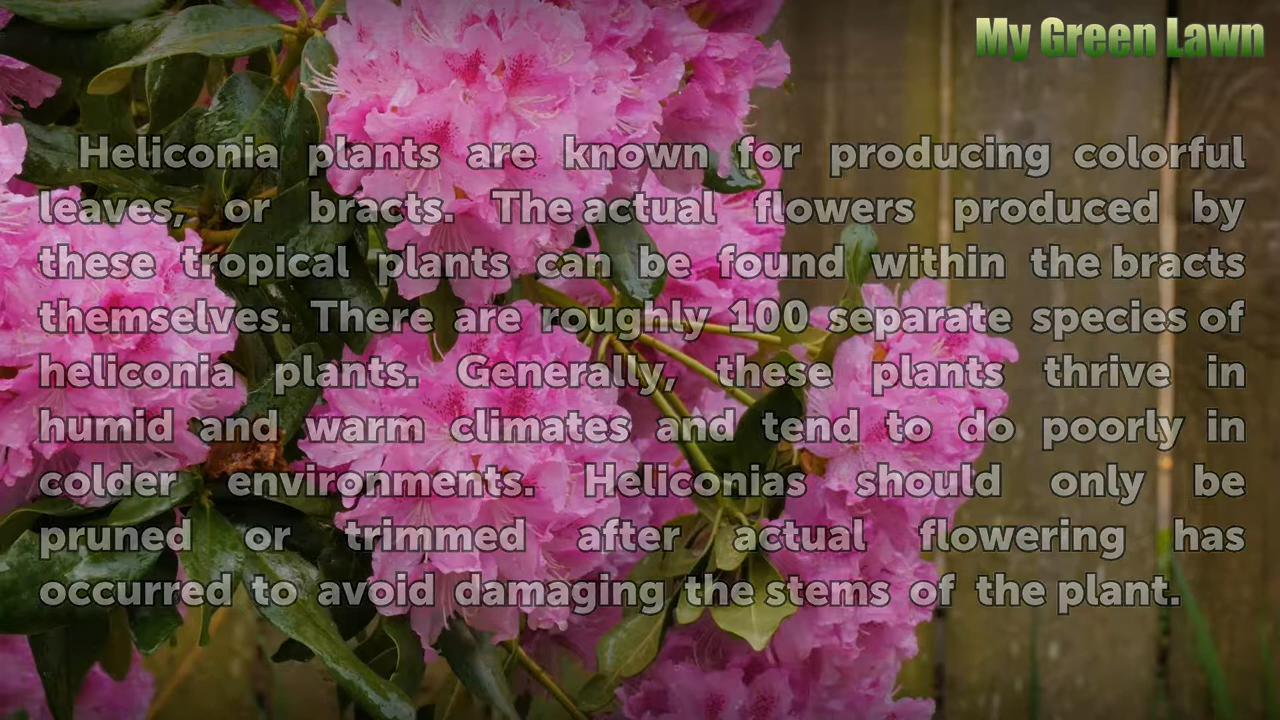 My Green Lawn
Heliconia plants are known for producing colorful
leaves, or bracts. The actual flowers produced by
these tropical plants can be found within the bracts
themselves. There are roughly 100 separate species of
heliconia plants. Generally, these plants thrive in
humid and warm climates and tend to do poorly in
colder environments. Heliconias should only be
pruned or trimmed after actual flowering has
occurred to avoid damaging the stems of the plant.